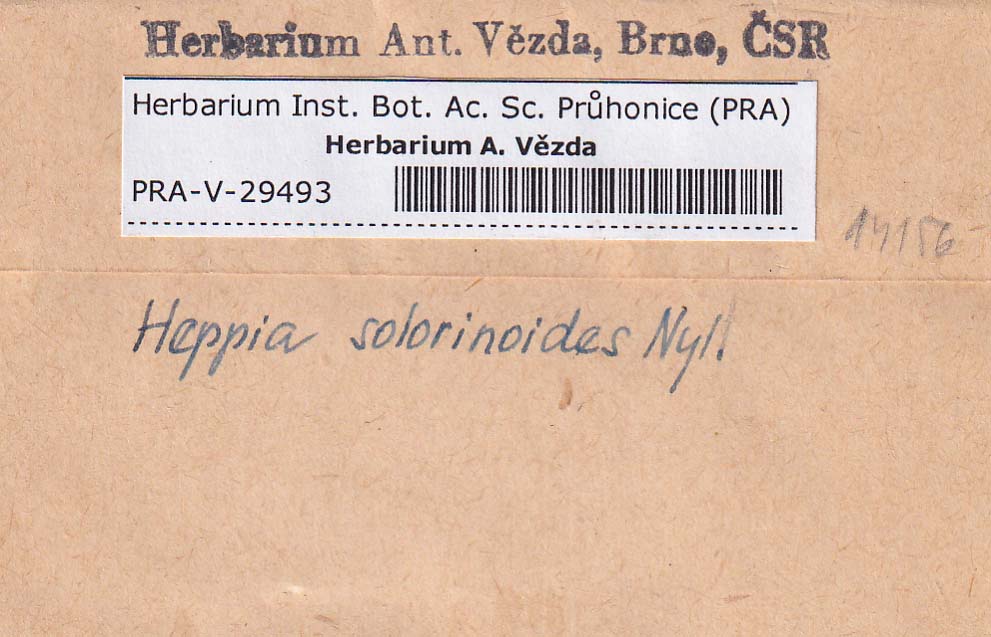 Herbarium Ant. Vězda, Brno, ČSR
Herbarium Inst. Bot. Ac. Sc. Průhonice (PRA)
Herbarium A. Vězda
PRA-V-29493
14156
Heppia solorinoides Nyl.